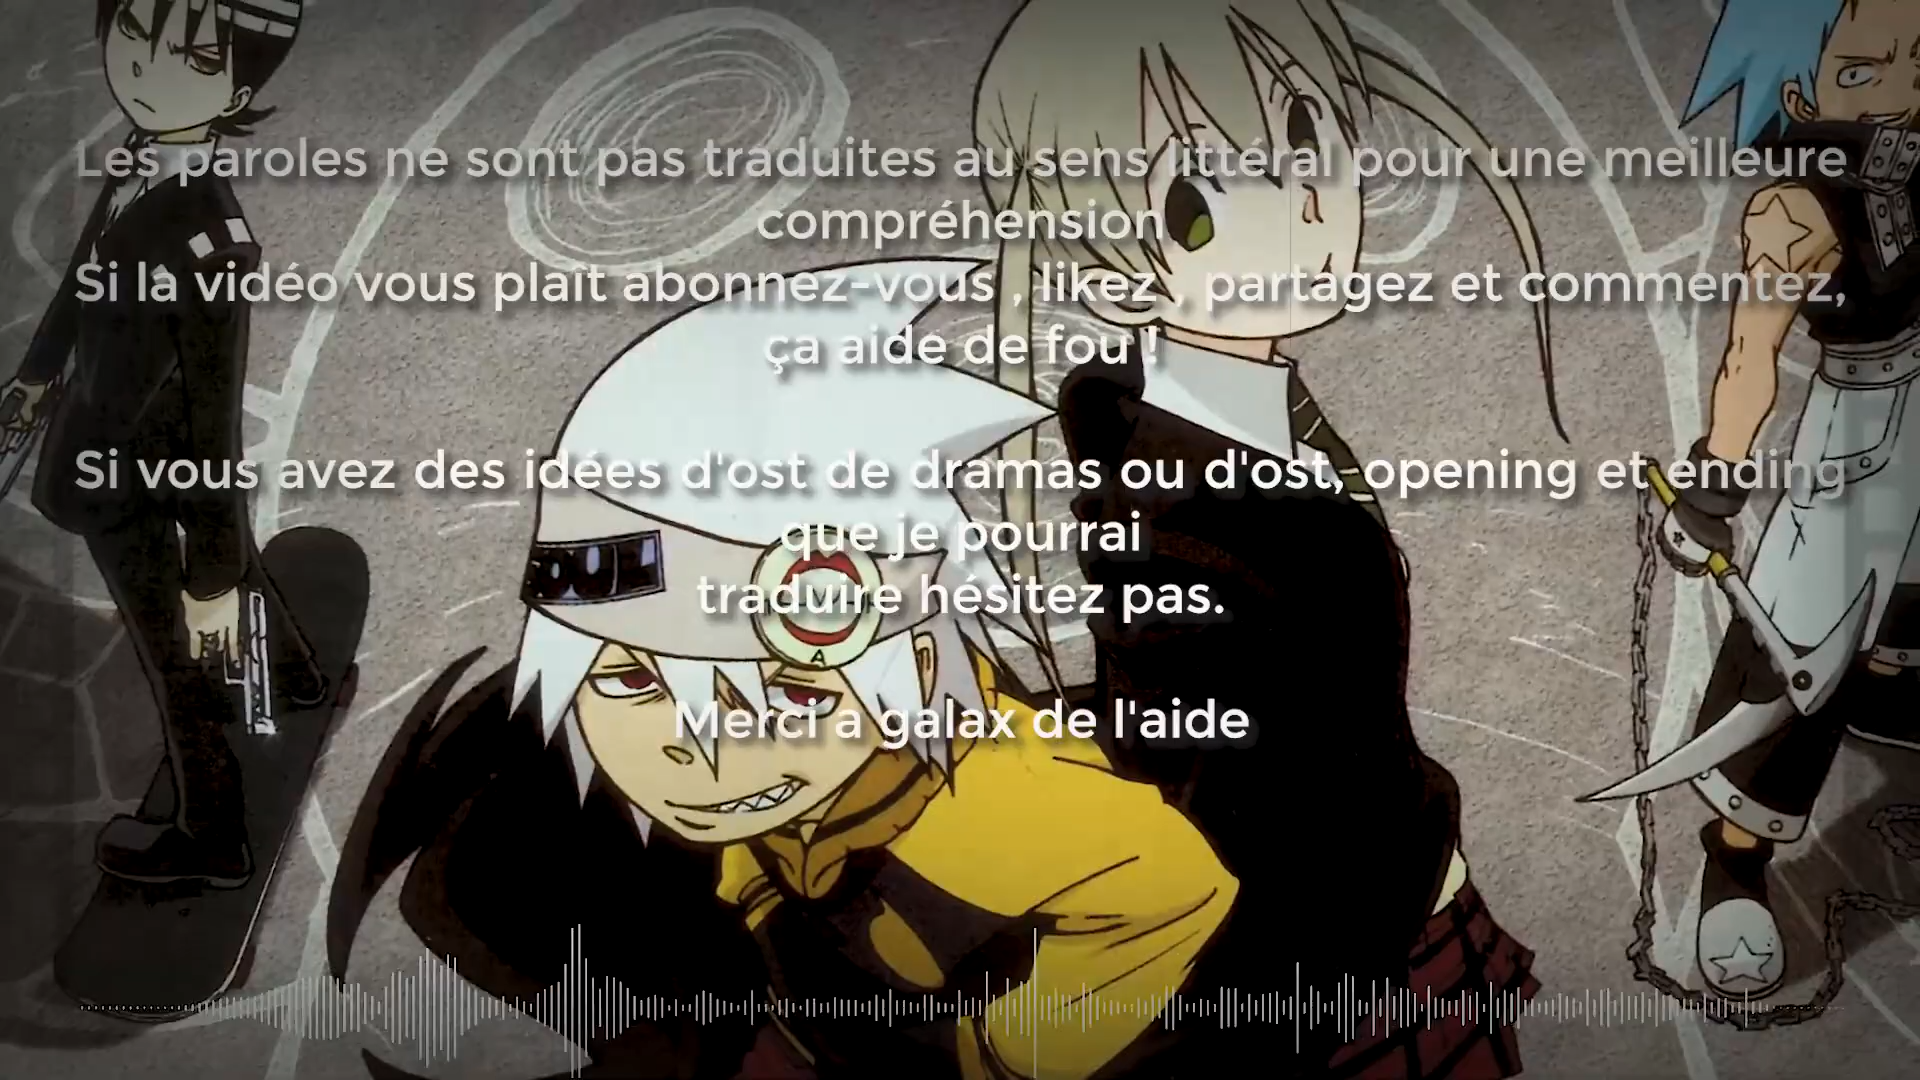 Les paroles ne sont pas traduites au sens littéral pour une meilleure
compréhension
Si la vidéo vous plaît abonnez-vous , likez , partagez et commentez,
ça aide de fou !
Si vous avez des idées d'ost de dramas ou d'ost, opening et ending
que je pourrai
traduire hésitez pas.
Merci a galax de l'aide